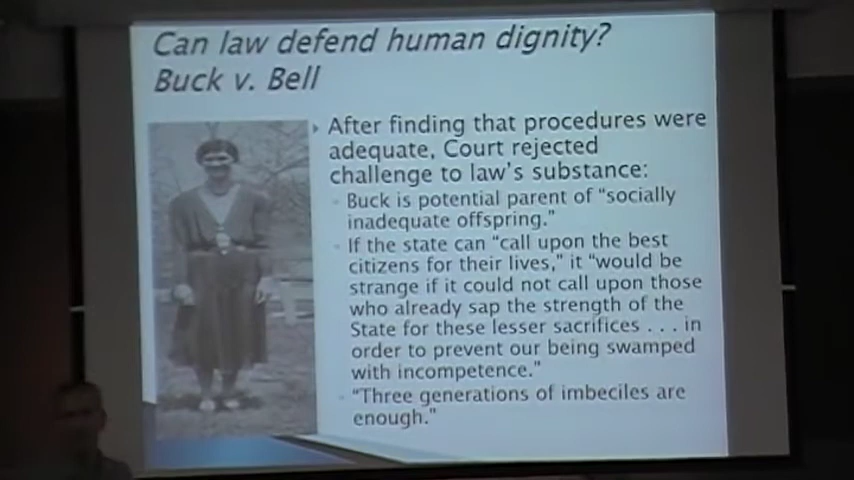 Can law defend human dignity?
Buck v. Bell
After finding that procedures were
adequate, Court rejected
challenge to law's substance:
Buck is potential parent of "socially
inadequate offspring."
If the state can "call upon the best
citizens for their lives," it "would be
strange if it could not call upon those
who already sap the strength of the
State for these lesser sacrifices . . . in
order to prevent our being swamped
with incompetence."
"Three generations of imbeciles are
enough."